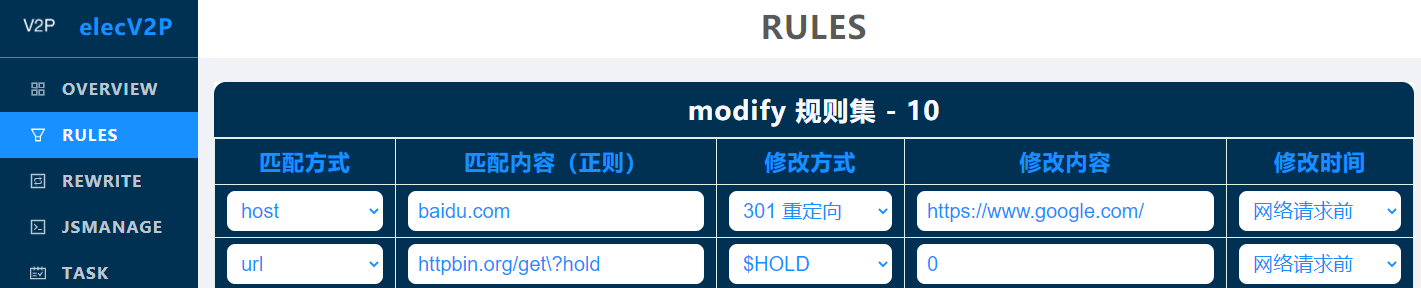 V2P elecV2P
RULES
OVERVIEW
RULES
REWRITE
JSMANAGE
TASK
modify 规则集 - 10
匹配方式 匹配内容（正则） 修改方式 修改内容 修改时间
host baidu.com 301 重定向 https://www.google.com/ 网络请求前
url httpbin.org/get\?hold $HOLD 0 网络请求前